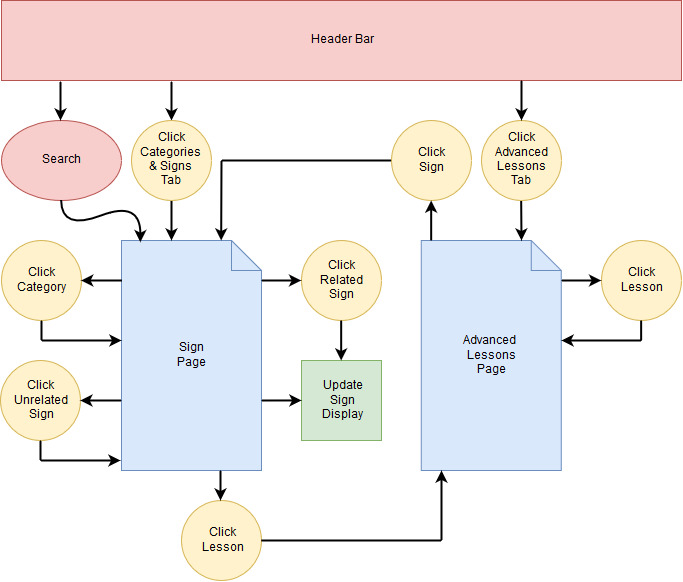 Header Bar
Search
Click
Categories
& Signs
Tab
Click
Sign
Click
Advanced
Lessons
Tab
Click
Category
Click
Related
Sign
Click
Lesson
Sign
Page
Advanced
Lessons
Page
Click
Unrelated
Sign
Update
Sign
Display
Click
Lesson